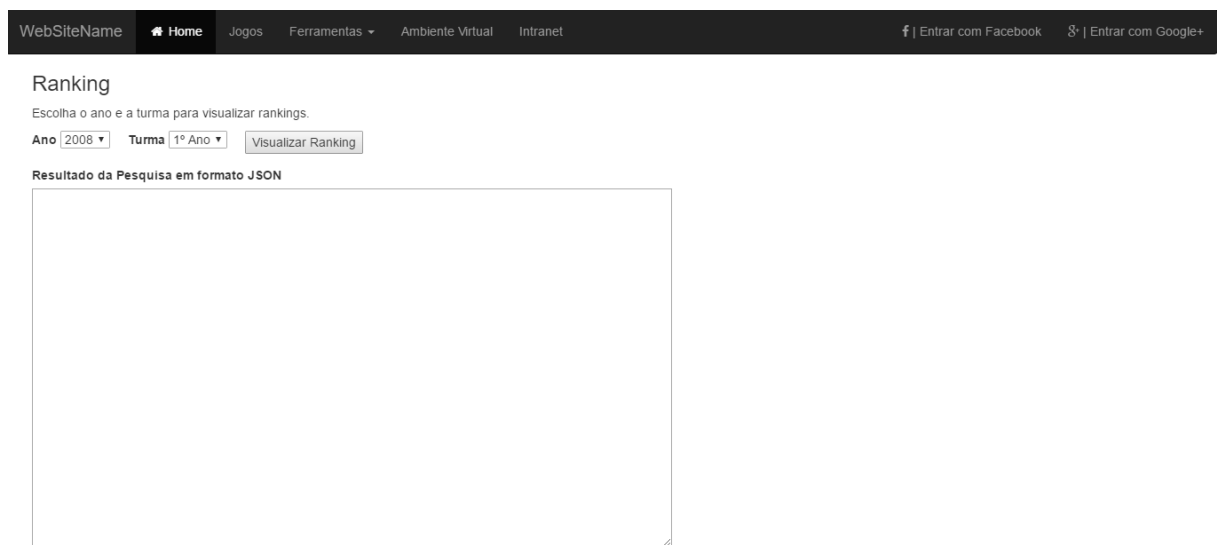 WebSiteName Home Jogos Ferramentas Ambiente Virtual Intranet f | Entrar com Facebook g+ | Entrar com Google+
Ranking
Escolha o ano e a turma para visualizar rankings.
Ano 2008 Turma 1º Ano Visualizar Ranking
Resultado da Pesquisa em formato JSON